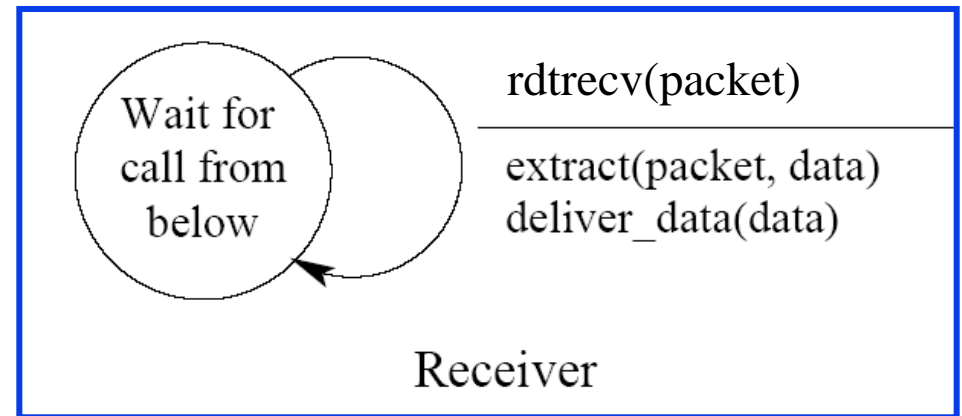 Wait for
call from
below
rdtrecv(packet)
extract(packet, data)
deliver_data(data)
Receiver